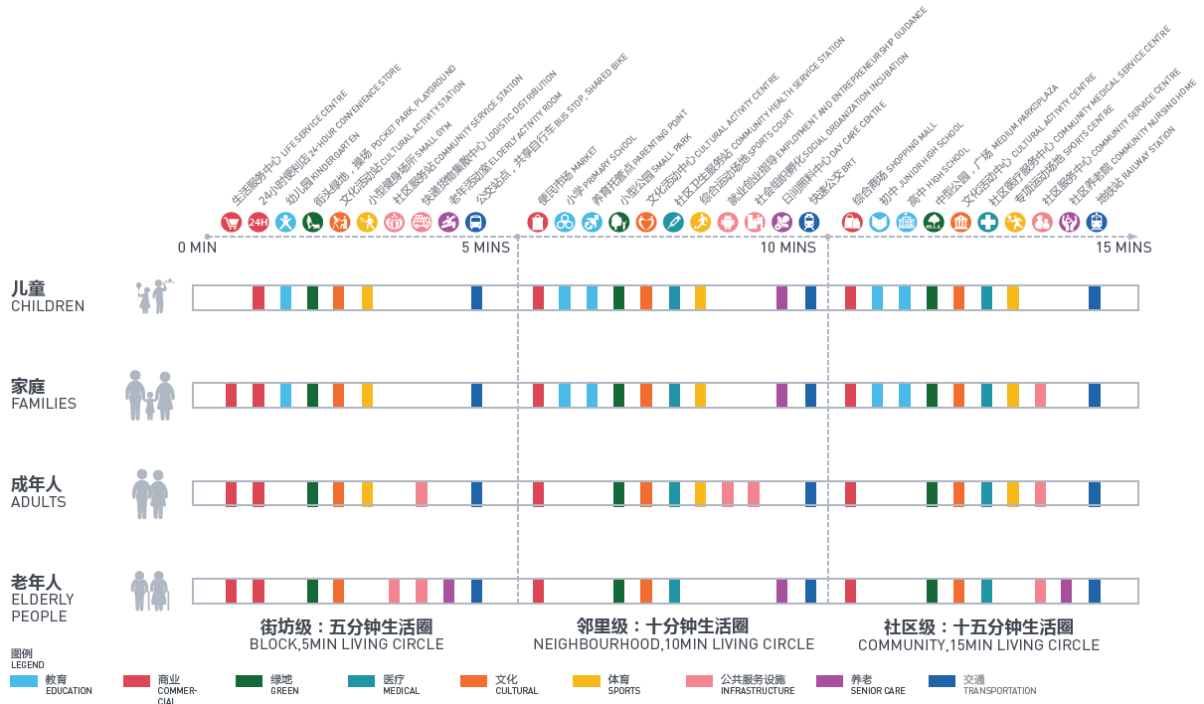 生活服务中心 LIFE SERVICE CENTRE
24小时便利店 24-HOUR CONVENIENCE STORE
幼儿园 KINDERGARTEN
街头绿地，操场 POCKET PARK, PLAYGROUND
文化活动站 CULTURAL ACTIVITY STATION
小型健身场所 SMALL GYM
社区服务站 COMMUNITY SERVICE STATION
快递货物集散中心 LOGISTIC DISTRIBUTION
老年活动室 ELDERLY ACTIVITY ROOM
公交站点，共享自行车 BUS STOP, SHARED BIKE
便民市场 MARKET
小学 PRIMARY SCHOOL
养育托管点 PARENTING POINT
小型公园 SMALL PARK
文化活动中心 CULTURAL ACTIVITY CENTRE
社区卫生服务站 COMMUNITY HEALTH SERVICE STATION
综合运动场地 SPORTS COURT
就业创业指导 EMPLOYMENT AND ENTREPRENEURSHIP GUIDANCE
社会组织孵化 SOCIAL ORGANIZATION INCUBATION
日间照料中心 DAY CARE CENTRE
快速公交 BRT
综合商场 SHOPPING MALL
初中 JUNIOR HIGH SCHOOL
高中 HIGH SCHOOL
中型公园，广场 MEDIUM PARK&PLAZA
文化活动中心 CULTURAL ACTIVITY CENTRE
社区医疗服务中心 COMMUNITY MEDICAL SERVICE CENTRE
专项运动场地 SPORTS CENTRE
社区服务中心 COMMUNITY SERVICE CENTRE
社区养老院 COMMUNITY NURSING HOME
地铁站 RAILWAY STATION
24H
0 MIN 5 MINS 10 MINS 15 MINS
儿童
CHILDREN
家庭
FAMILIES
成年人
ADULTS
老年人
ELDERLY
PEOPLE
街坊级：五分钟生活圈
BLOCK,5MIN LIVING CIRCLE
邻里级：十分钟生活圈
NEIGHBOURHOOD,10MIN LIVING CIRCLE
社区级：十五分钟生活圈
COMMUNITY,15MIN LIVING CIRCLE
图例
LEGEND
教育
EDUCATION
商业
COMMER-
CIAL
绿地
GREEN
医疗
MEDICAL
文化
CULTURAL
体育
SPORTS
公共服务设施
INFRASTRUCTURE
养老
SENIOR CARE
交通
TRANSPORTATION